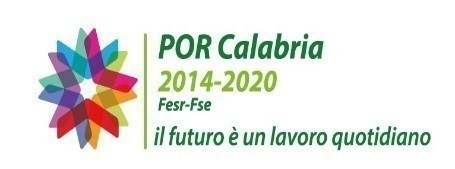 POR Calabria
2014-2020
Fesr-Fse
il futuro è un lavoro quotidiano